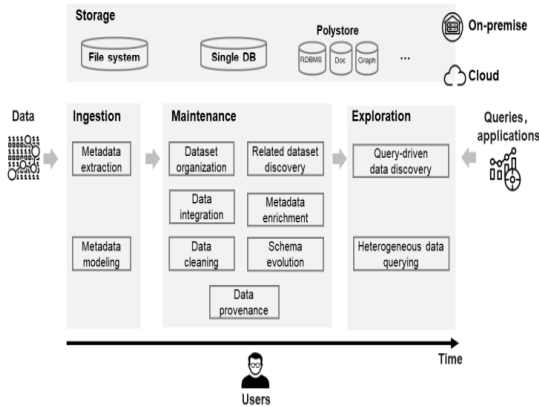 Storage
File system
Single DB
Polystore
RDBMS
Doc
Graph
...
On-premise
Cloud
Data
Ingestion
Metadata
extraction
Metadata
modeling
Maintenance
Dataset
organization
Related dataset
discovery
Data
integration
Metadata
enrichment
Data
cleaning
Schema
evolution
Data
provenance
Exploration
Query-driven
data discovery
Heterogeneous data
querying
Queries,
applications
Time
Users